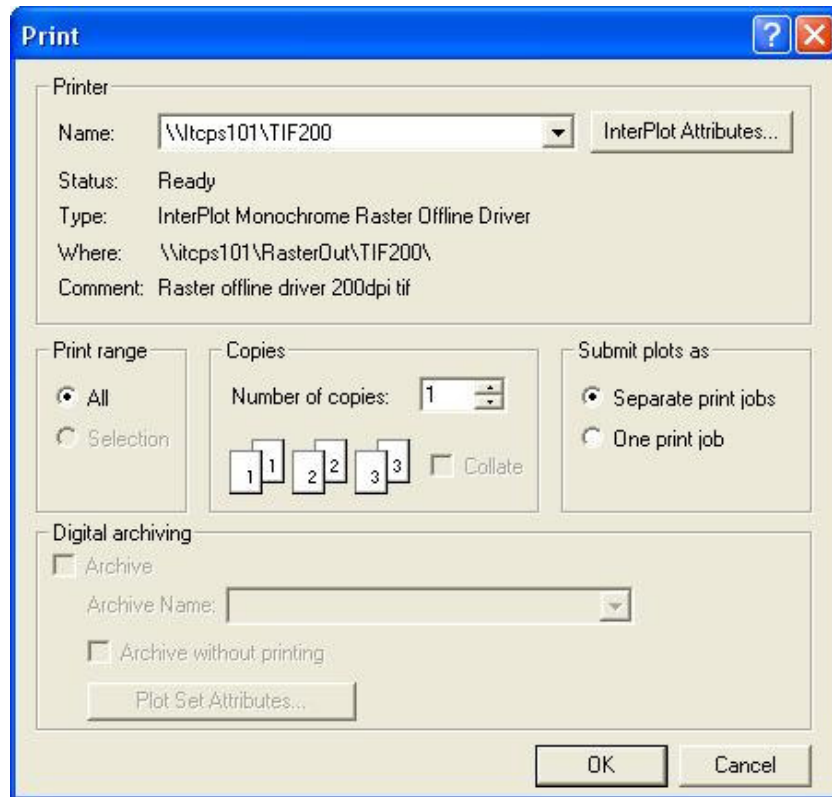 Print
Printer
Name: \\Itcps101\TIF200 InterPlot Attributes...
Status: Ready
Type: InterPlot Monochrome Raster Offline Driver
Where: \\itcps101\RasterOut\TIF200\
Comment: Raster offline driver 200dpi tif
Print range
All
Selection
Copies
Number of copies: 1
1 1 2 2 3 3 Collate
Submit plots as
Separate print jobs
One print job
Digital archiving
Archive
Archive Name:
Archive without printing
Plot Set Attributes...
OK Cancel